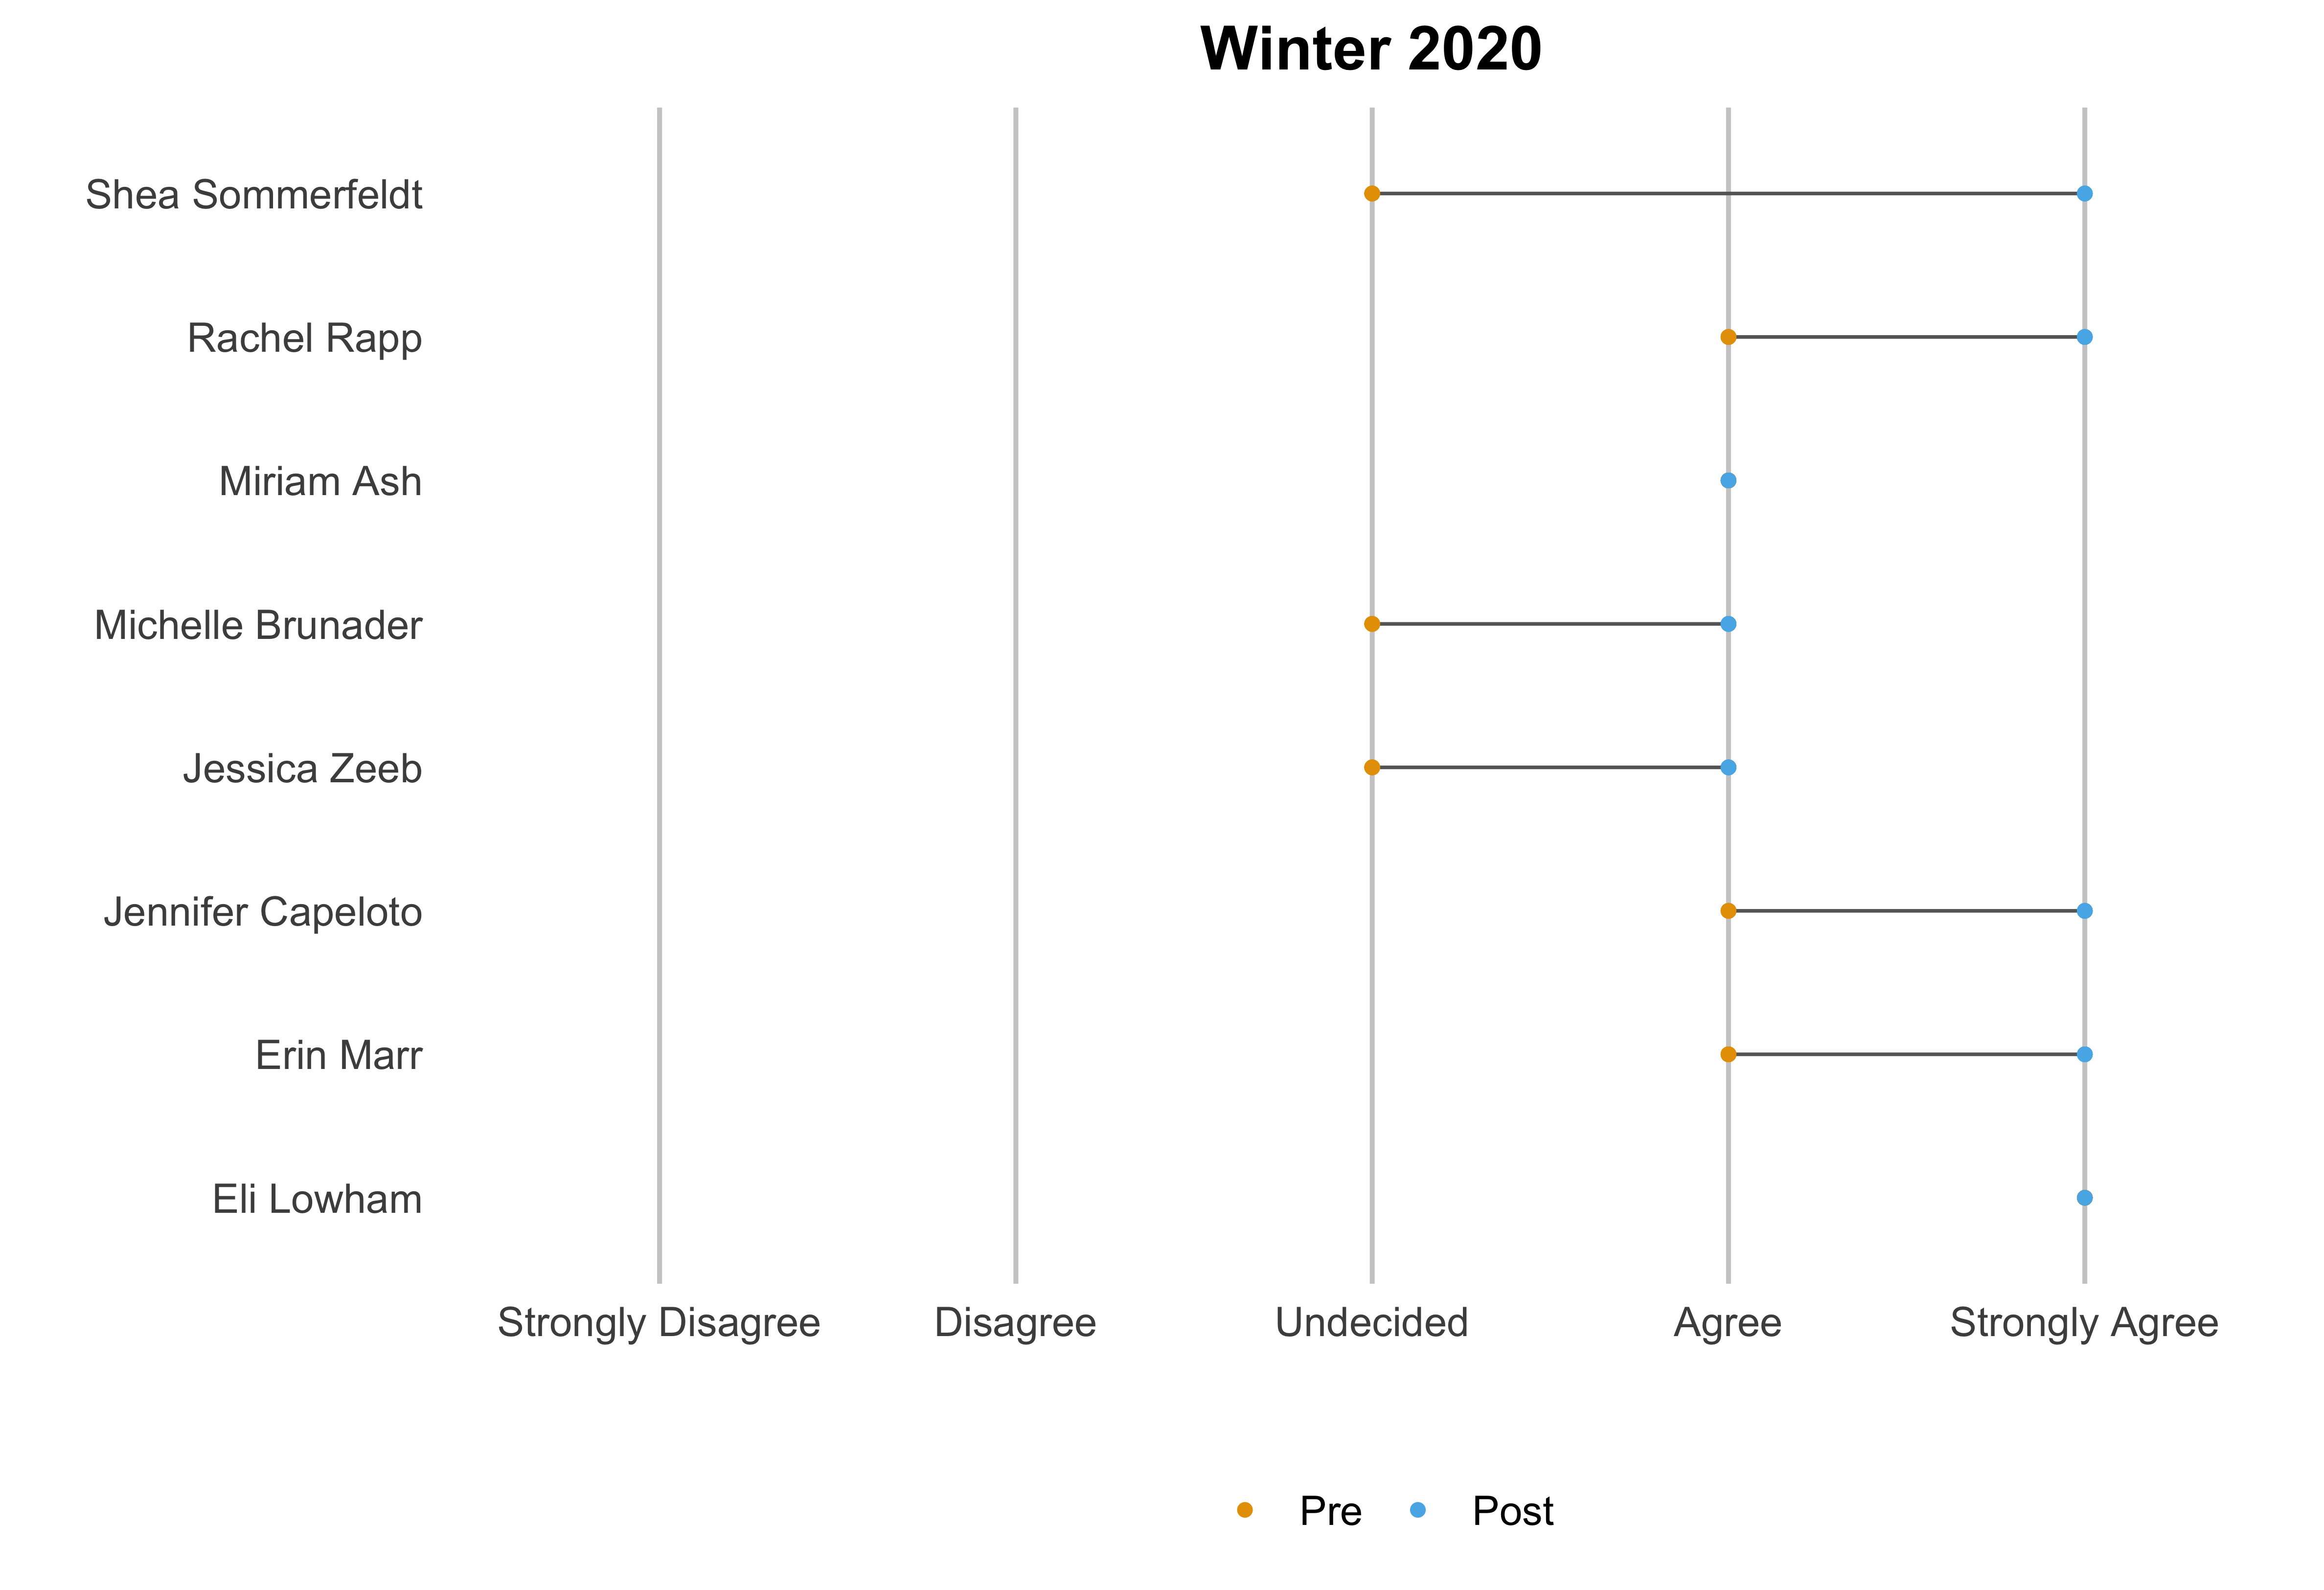 Winter 2020
Shea Sommerfeldt
Rachel Rapp
Miriam Ash
Michelle Brunader
Jessica Zeeb
Jennifer Capeloto
Erin Marr
Eli Lowham
Strongly Disagree Disagree Undecided Agree Strongly Agree
Pre Post